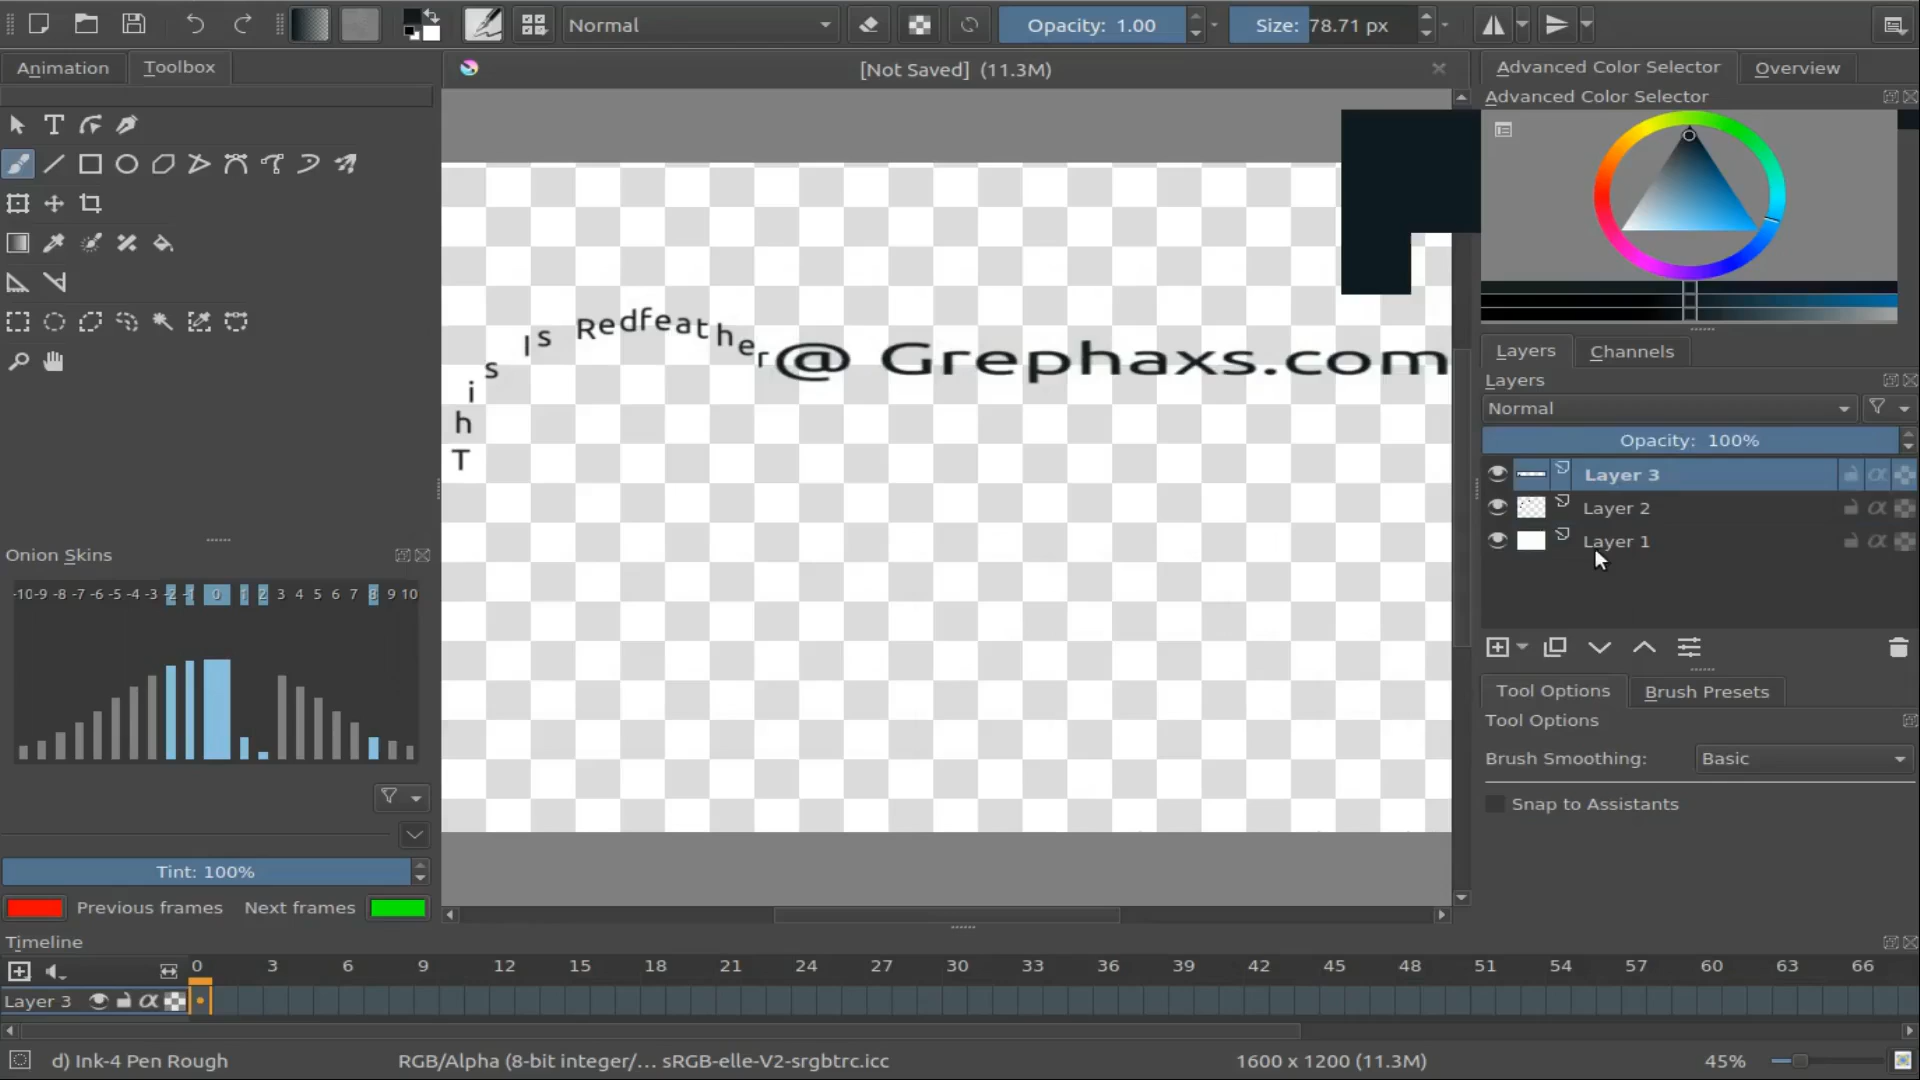 Normal
Opacity: 1.00
Size: 78.71 px
Animation
Toolbox
[Not Saved] (11.3M)
Advanced Color Selector
Overview
Advanced Color Selector
This Is Redfeather@ Grephaxs.com
Layers
Channels
Layers
Normal
Opacity: 100%
Layer 3
Layer 2
Layer 1
Onion Skins
-10-9 -8 -7 -6 -5 -4 -3 -2 -1 0 1 2 3 4 5 6 7 8 9 10
Tool Options
Brush Presets
Tool Options
Brush Smoothing: Basic
Snap to Assistants
Tint: 100%
Previous frames
Next frames
Timeline
0 3 6 9 12 15 18 21 24 27 30 33 36 39 42 45 48 51 54 57 60 63 66
Layer 3
d) Ink-4 Pen Rough
RGB/Alpha (8-bit integer/... sRGB-elle-V2-srgbtrc.icc
1600 x 1200 (11.3M)
45%